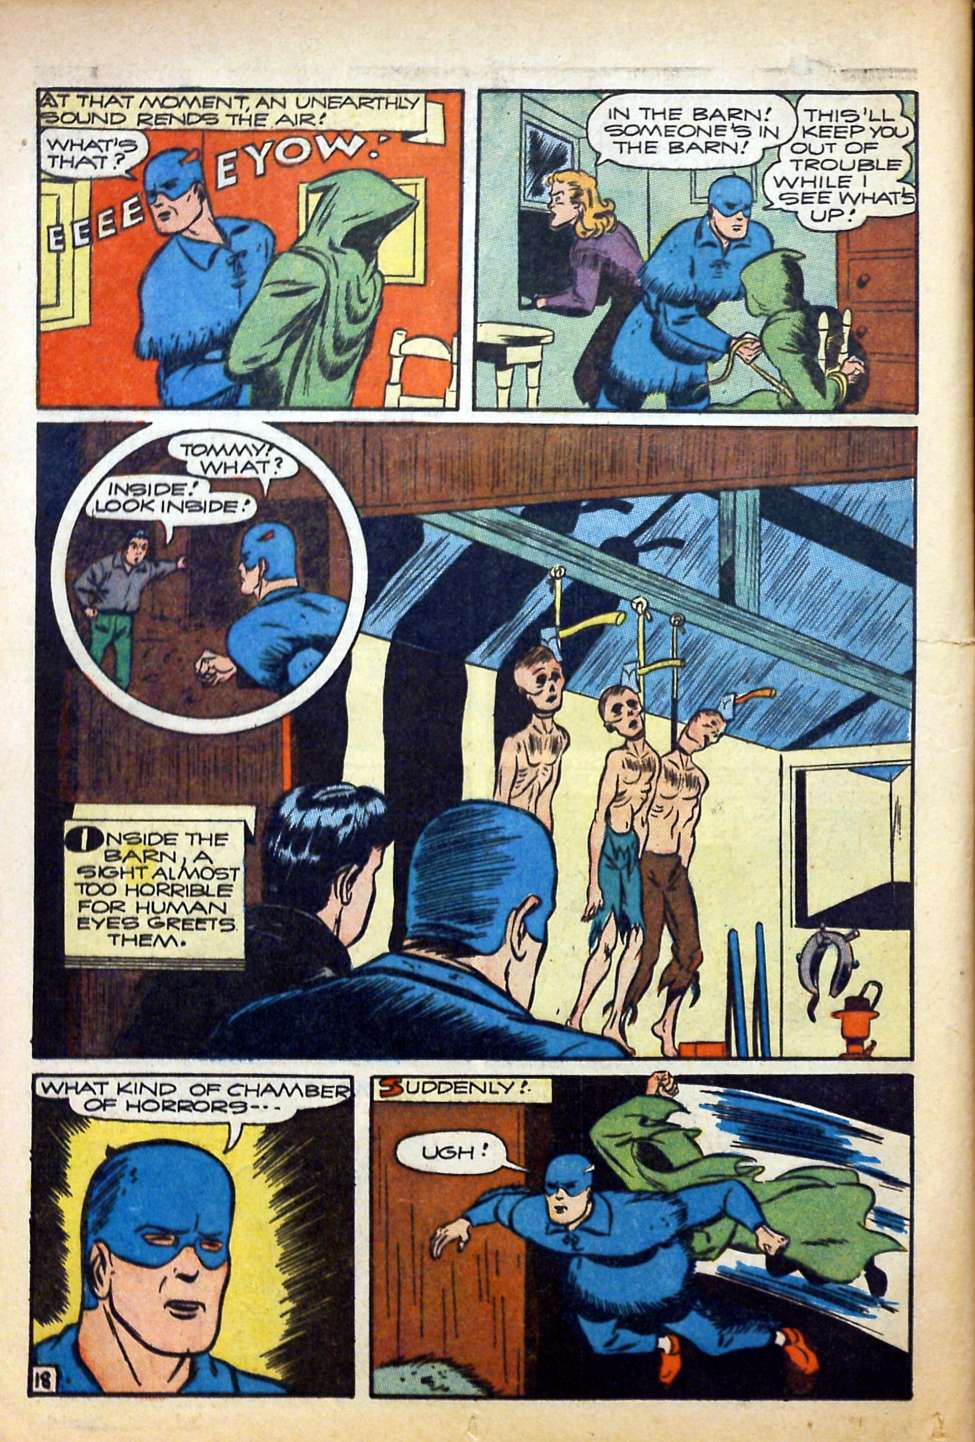 AT THAT MOMENT, AN UNEARTHLY
SOUND RENDS THE AIR!
WHAT'S
THAT?
EEEEEYOW!
IN THE BARN!
SOMEONE'S IN
THE BARN!
THIS'LL
KEEP YOU
OUT OF
TROUBLE
WHILE I
SEE WHAT'S
UP!
TOMMY!
WHAT?
INSIDE!
LOOK INSIDE!
INSIDE THE
BARN, A
SIGHT ALMOST
TOO HORRIBLE
FOR HUMAN
EYES GREETS
THEM.
WHAT KIND OF CHAMBER
OF HORRORS---
SUDDENLY!
UGH!
18